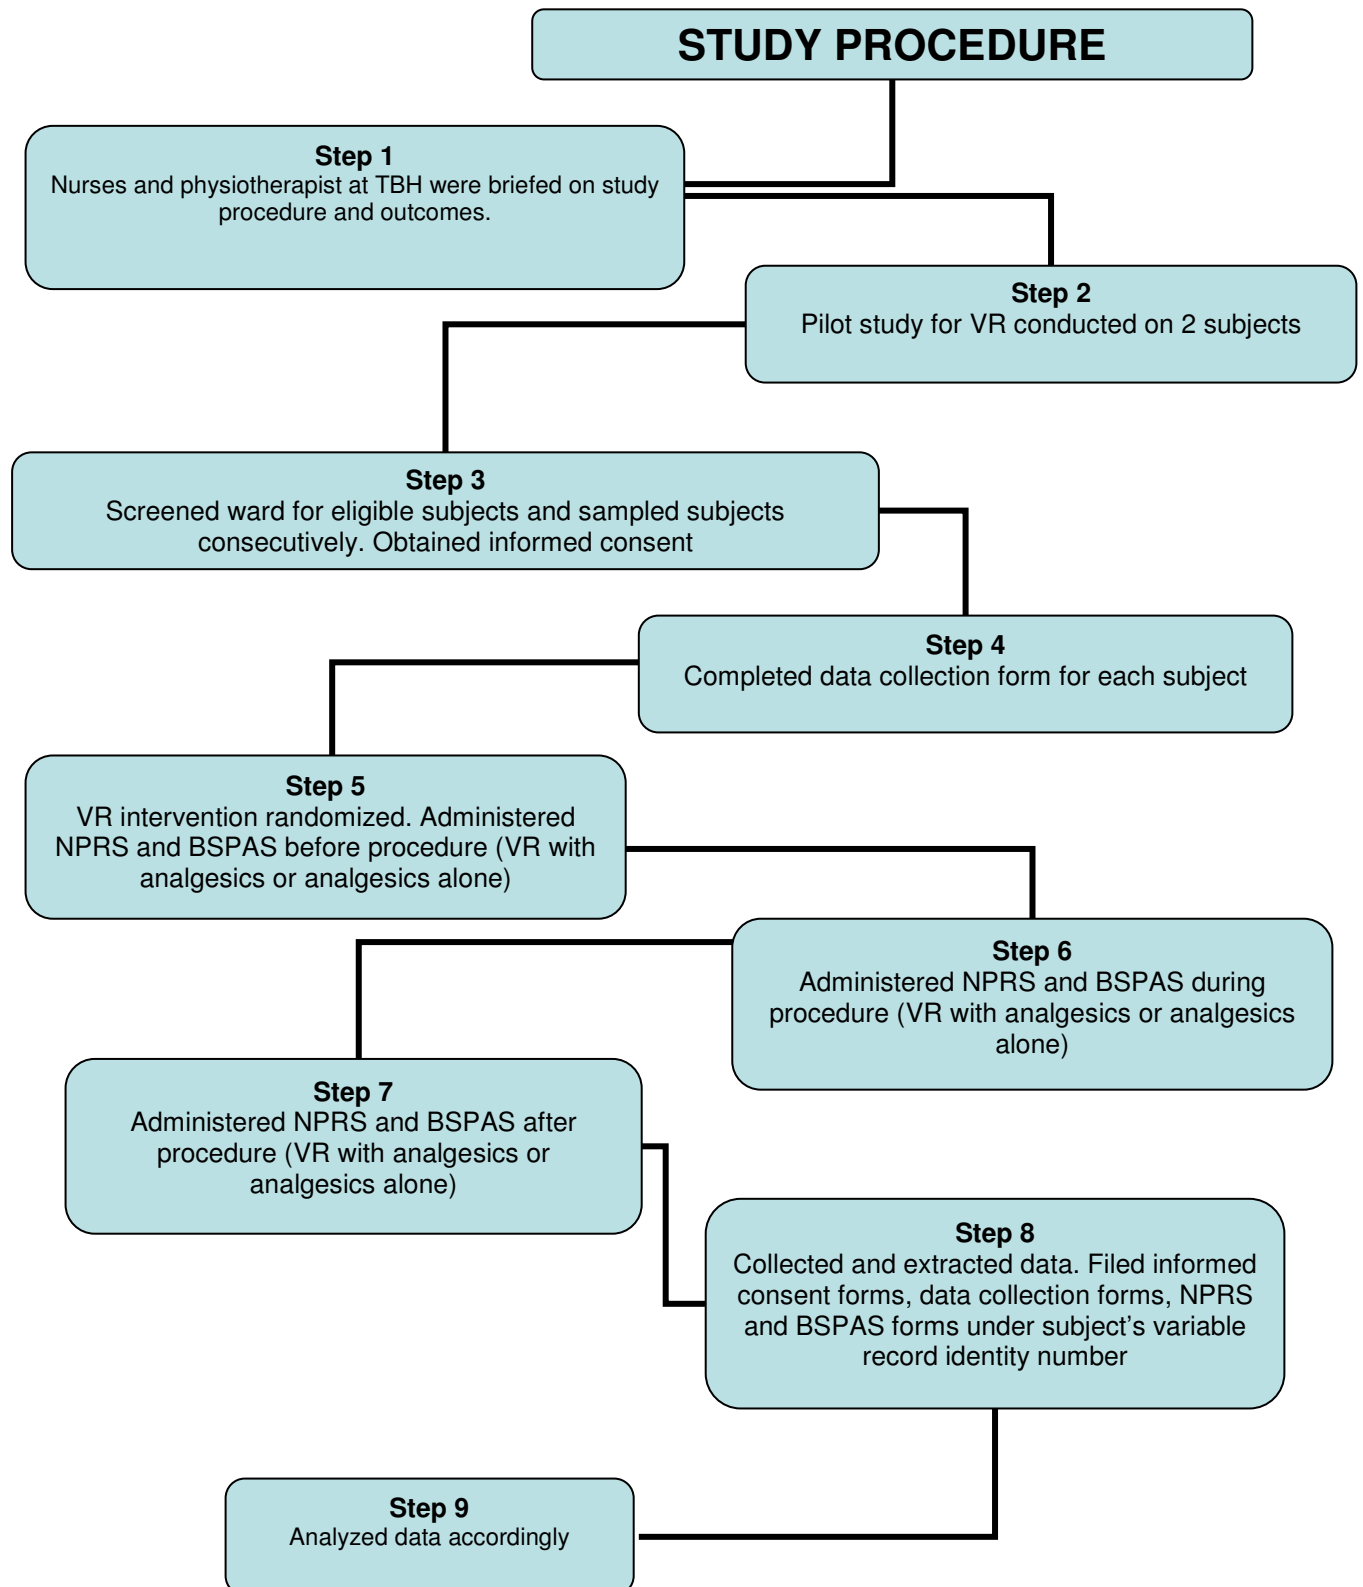 STUDY PROCEDURE
Step 1
Nurses and physiotherapist at TBH were briefed on study
procedure and outcomes.
Step 2
Pilot study for VR conducted on 2 subjects
Step 3
Screened ward for eligible subjects and sampled subjects
consecutively. Obtained informed consent
Step 4
Completed data collection form for each subject
Step 5
VR intervention randomized. Administered
NPRS and BSPAS before procedure (VR with
analgesics or analgesics alone)
Step 6
Administered NPRS and BSPAS during
procedure (VR with analgesics or analgesics
alone)
Step 7
Administered NPRS and BSPAS after
procedure (VR with analgesics or
analgesics alone)
Step 8
Collected and extracted data. Filed informed
consent forms, data collection forms, NPRS
and BSPAS forms under subject’s variable
record identity number
Step 9
Analyzed data accordingly